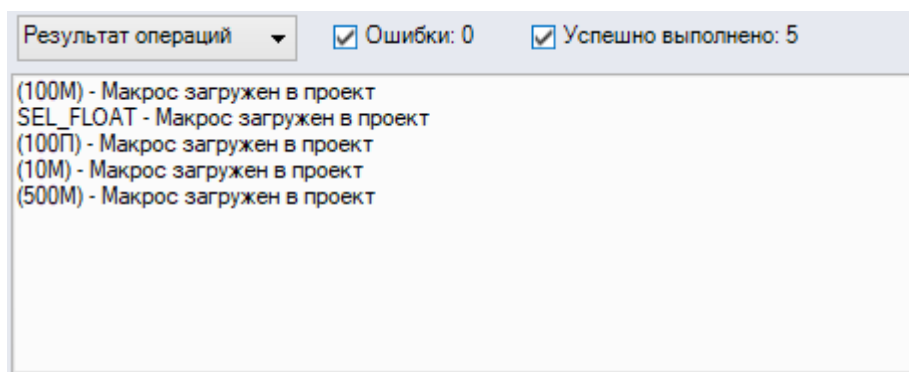 Результат операций
Ошибки: 0
Успешно выполнено: 5
(100М) - Макрос загружен в проект
SEL_FLOAT - Макрос загружен в проект
(100П) - Макрос загружен в проект
(10М) - Макрос загружен в проект
(500М) - Макрос загружен в проект